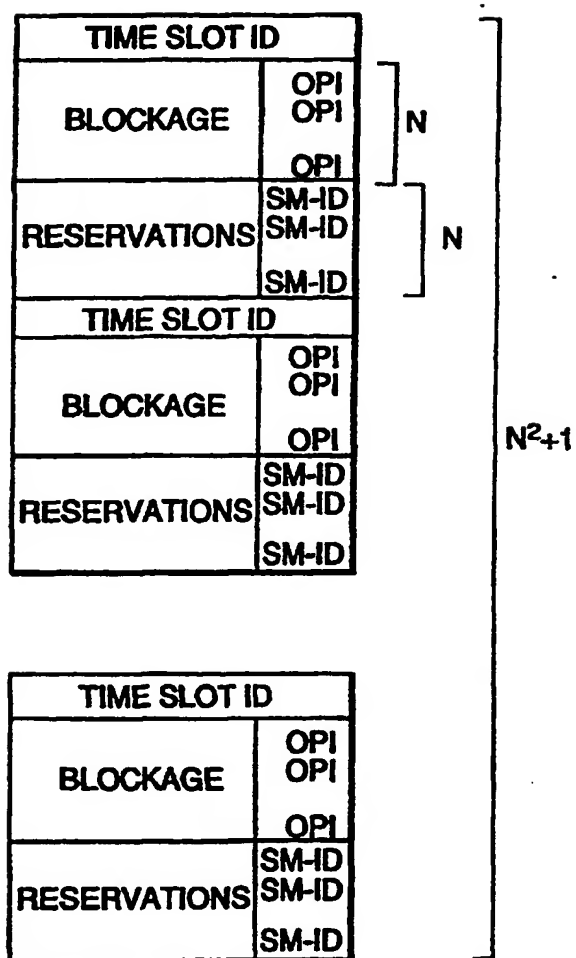 TIME SLOT ID
BLOCKAGE
OPI
OPI
OPI
N
RESERVATIONS
SM-ID
SM-ID
SM-ID
N
TIME SLOT ID
BLOCKAGE
OPI
OPI
OPI
RESERVATIONS
SM-ID
SM-ID
SM-ID
N²+1
TIME SLOT ID
BLOCKAGE
OPI
OPI
OPI
RESERVATIONS
SM-ID
SM-ID
SM-ID